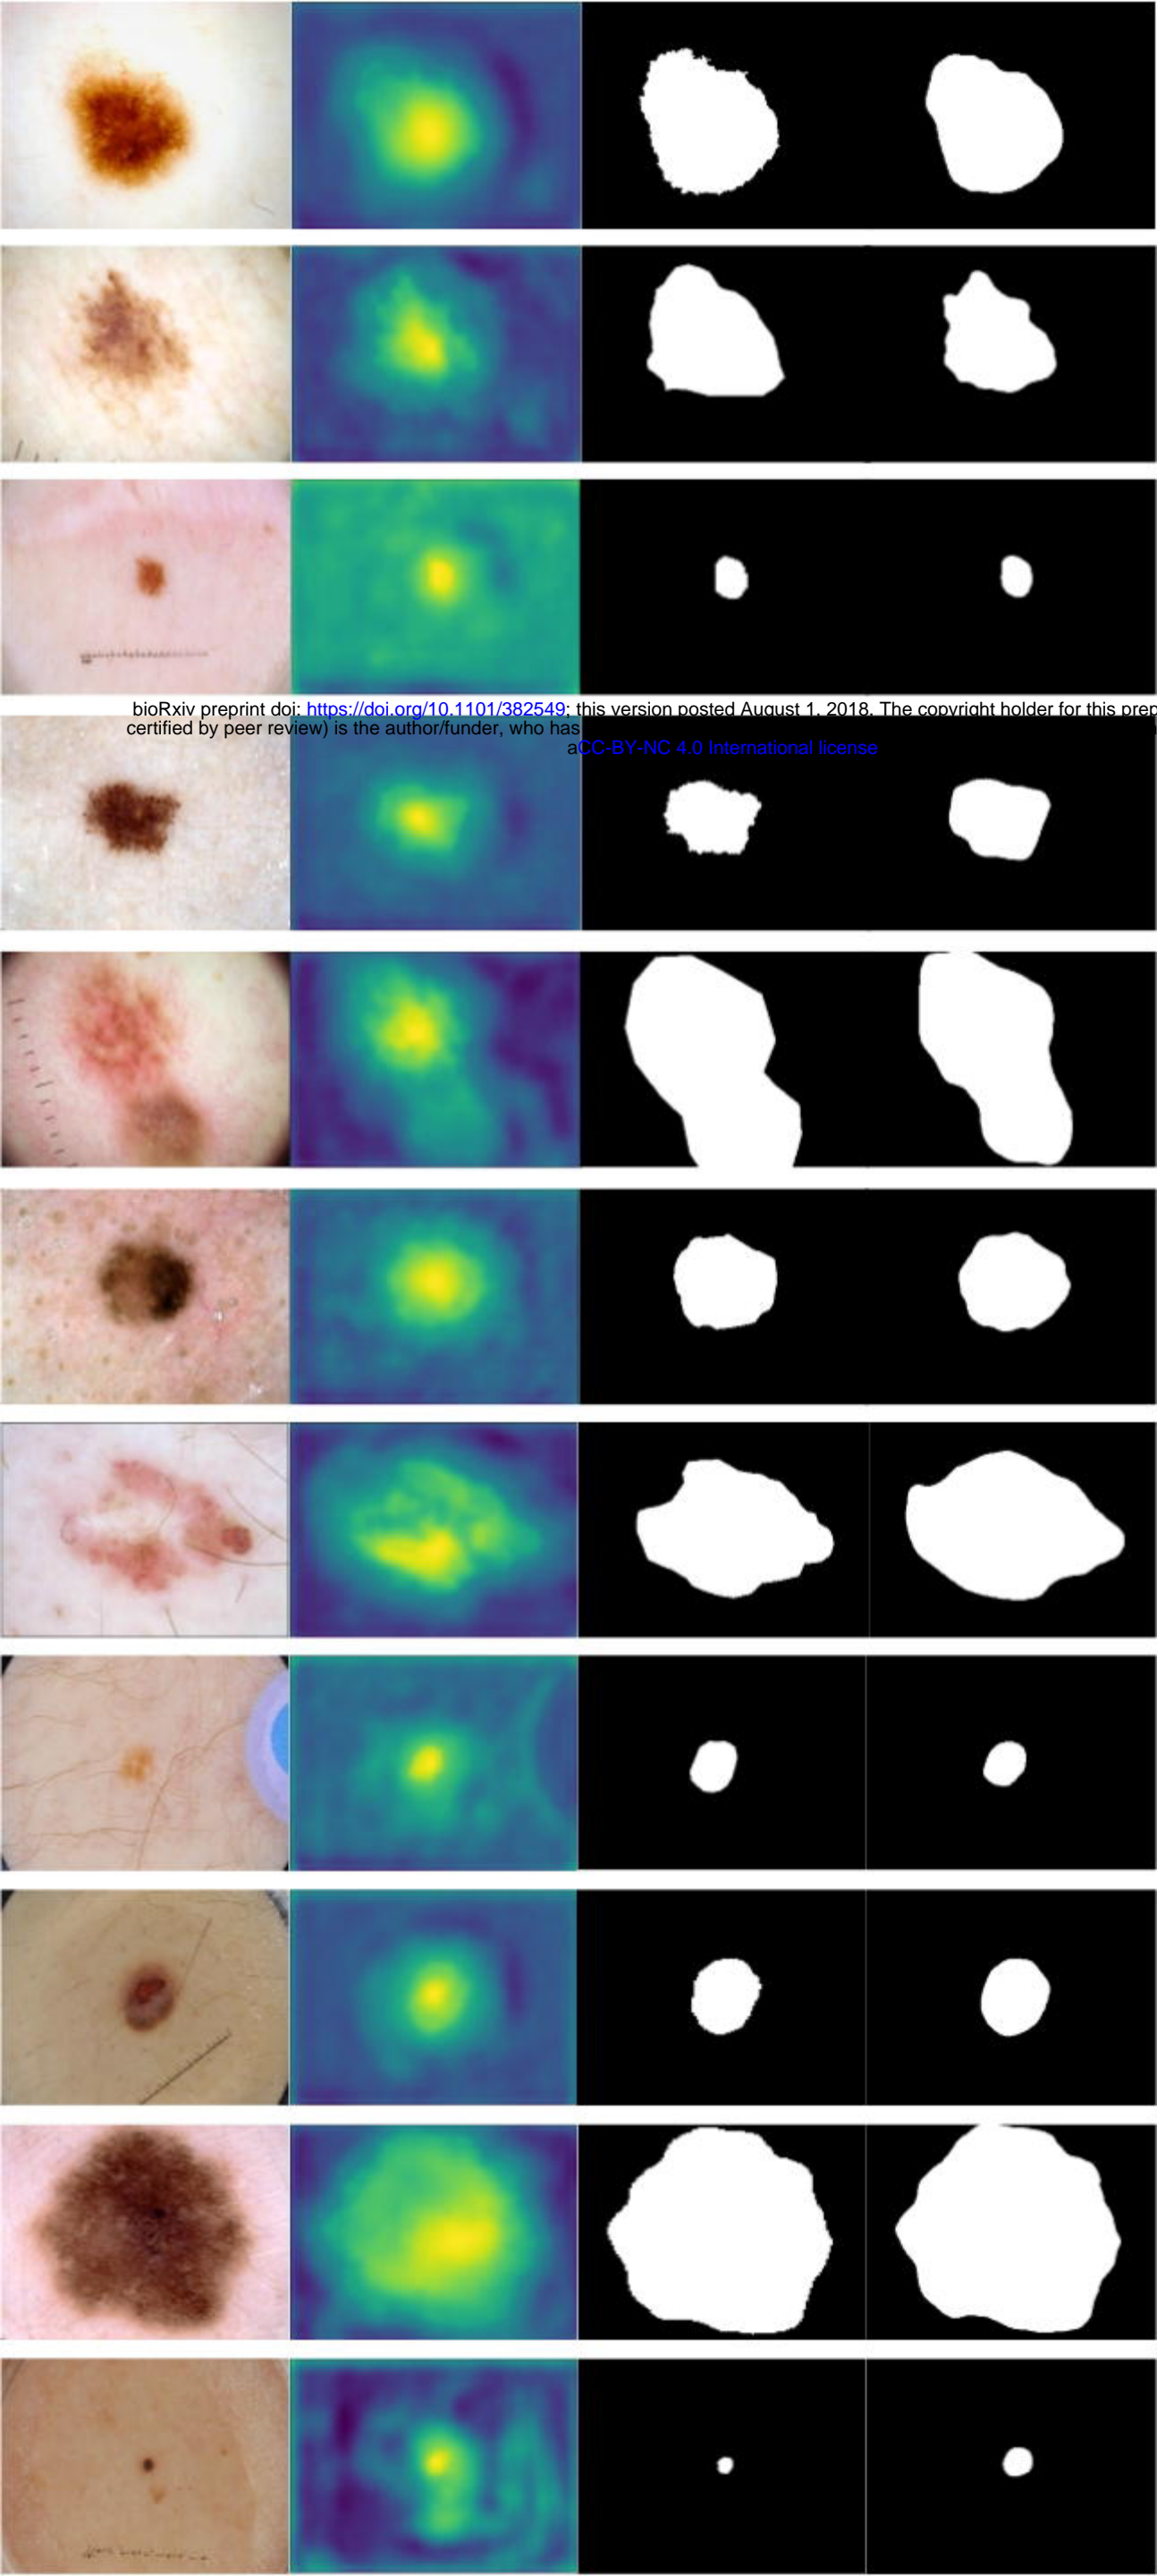 bioRxiv preprint doi: https://doi.org/10.1101/382549; this version posted August 1, 2018. The copyright holder for this prep
certified by peer review) is the author/funder, who has
aCC-BY-NC 4.0 International license